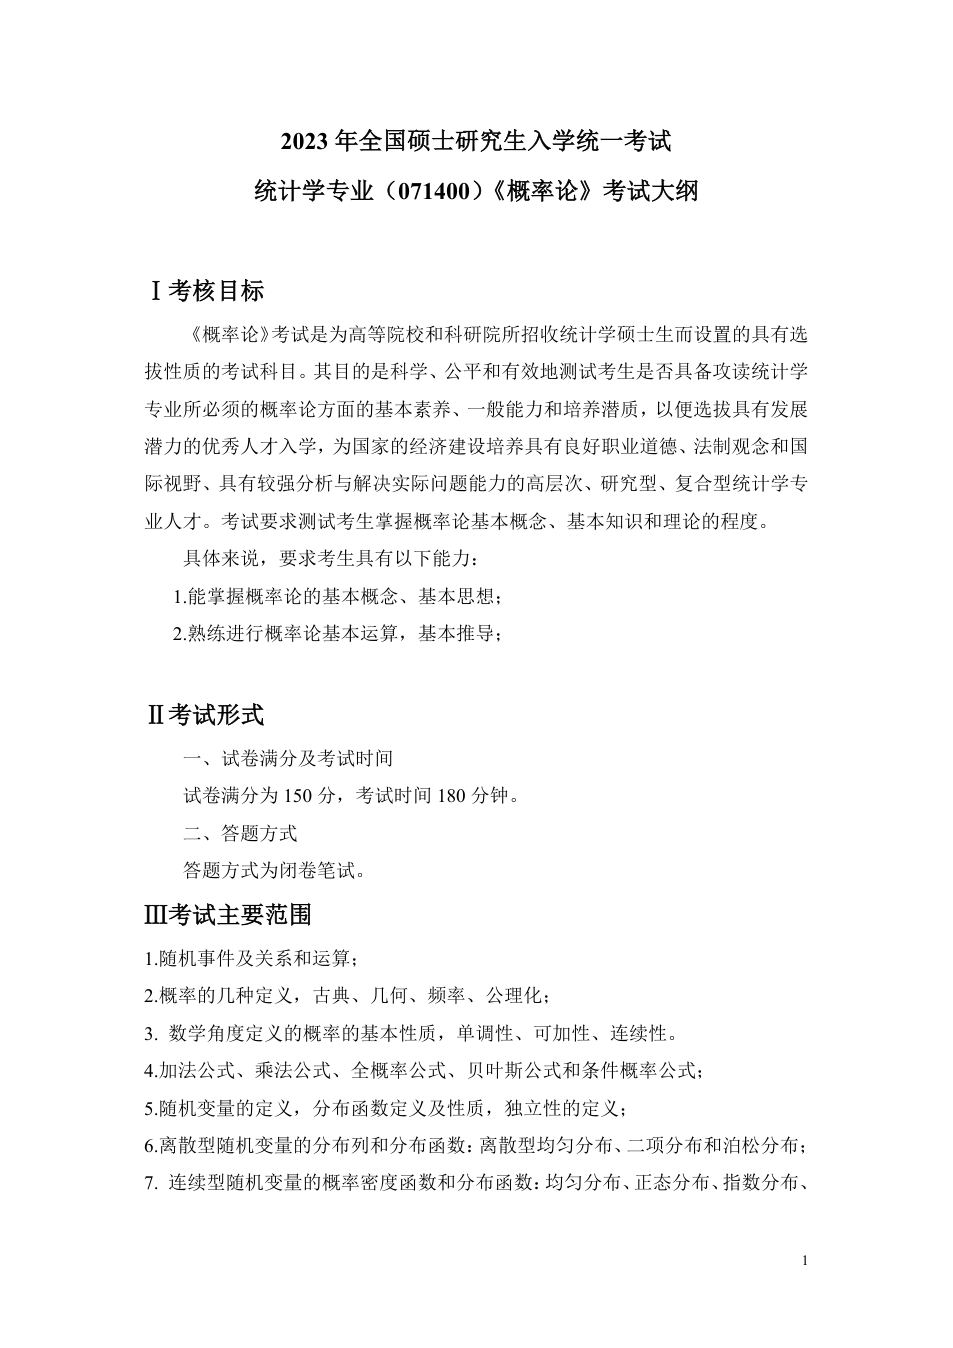 2023 年全国硕士研究生入学统一考试
统计学专业（071400）《概率论》考试大纲
Ⅰ考核目标
《概率论》考试是为高等院校和科研院所招收统计学硕士生而设置的具有选
拔性质的考试科目。其目的是科学、公平和有效地测试考生是否具备攻读统计学
专业所必须的概率论方面的基本素养、一般能力和培养潜质，以便选拔具有发展
潜力的优秀人才入学，为国家的经济建设培养具有良好职业道德、法制观念和国
际视野、具有较强分析与解决实际问题能力的高层次、研究型、复合型统计学专
业人才。考试要求测试考生掌握概率论基本概念、基本知识和理论的程度。
具体来说，要求考生具有以下能力：
1.能掌握概率论的基本概念、基本思想；
2.熟练进行概率论基本运算，基本推导；
Ⅱ考试形式
一、试卷满分及考试时间
试卷满分为 150 分，考试时间 180 分钟。
二、答题方式
答题方式为闭卷笔试。
Ⅲ考试主要范围
1.随机事件及关系和运算；
2.概率的几种定义，古典、几何、频率、公理化；
3. 数学角度定义的概率的基本性质，单调性、可加性、连续性。
4.加法公式、乘法公式、全概率公式、贝叶斯公式和条件概率公式；
5.随机变量的定义，分布函数定义及性质，独立性的定义；
6.离散型随机变量的分布列和分布函数：离散型均匀分布、二项分布和泊松分布；
7. 连续型随机变量的概率密度函数和分布函数：均匀分布、正态分布、指数分布、
1